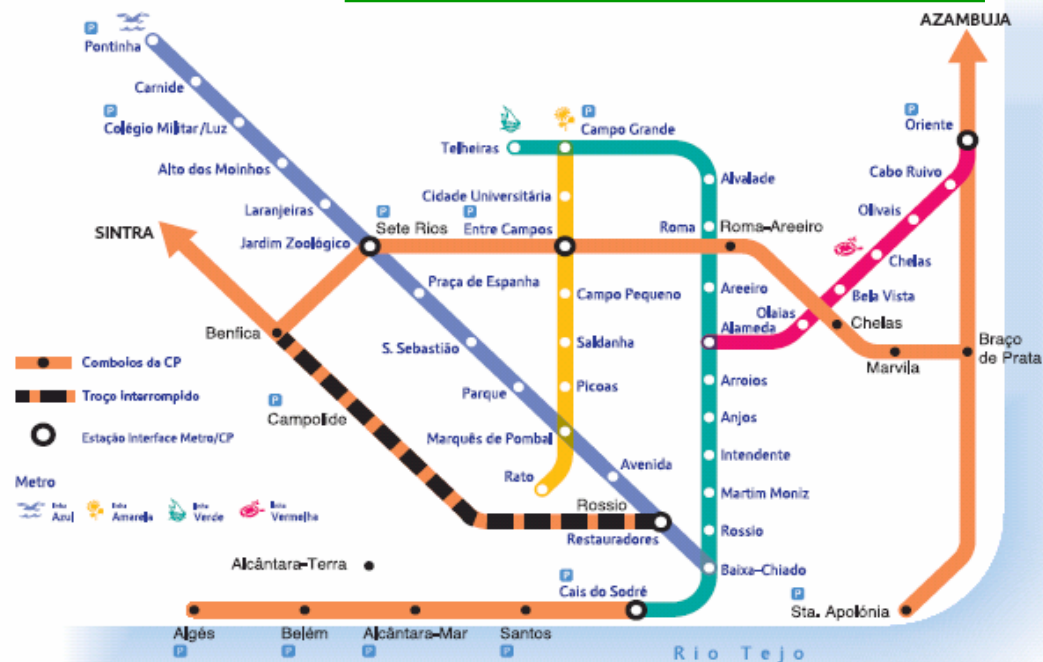 AZAMBUJA
P
Pontinha
Carnide
P
Colégio Militar/Luz
Alto dos Moinhos
Laranjeiras
SINTRA
Jardim Zoológico
P
Sete Rios
Telheiras
P
Campo Grande
Cidade Universitária
P
Entre Campos
Alvalade
Roma
Roma-Areeiro
P
Oriente
Cabo Ruivo
Olivais
Chelas
Bela Vista
Olaias
Praça de Espanha
Campo Pequeno
Areeiro
Benfica
S. Sebastião
Saldanha
Alameda
Chelas
Marvila
Braço
de Prata
Combolos da CP
Troço Interrompido
Estação Interface Metro/CP
P
Campolide
Parque
Picoas
Arroios
Marquês de Pombal
Anjos
Avenida
Intendente
Rato
Martim Moniz
Rossio
Restauradores
Rossio
Metro
linha
Azul
linha
Amarela
linha
Verde
linha
Vermelha
Alcântara-Terra
Baixa-Chiado
P
Cais do Sodré
P
Sta. Apolónia
Algés
P
Belém
P
Alcântara-Mar
P
Santos
P
Rio Tejo